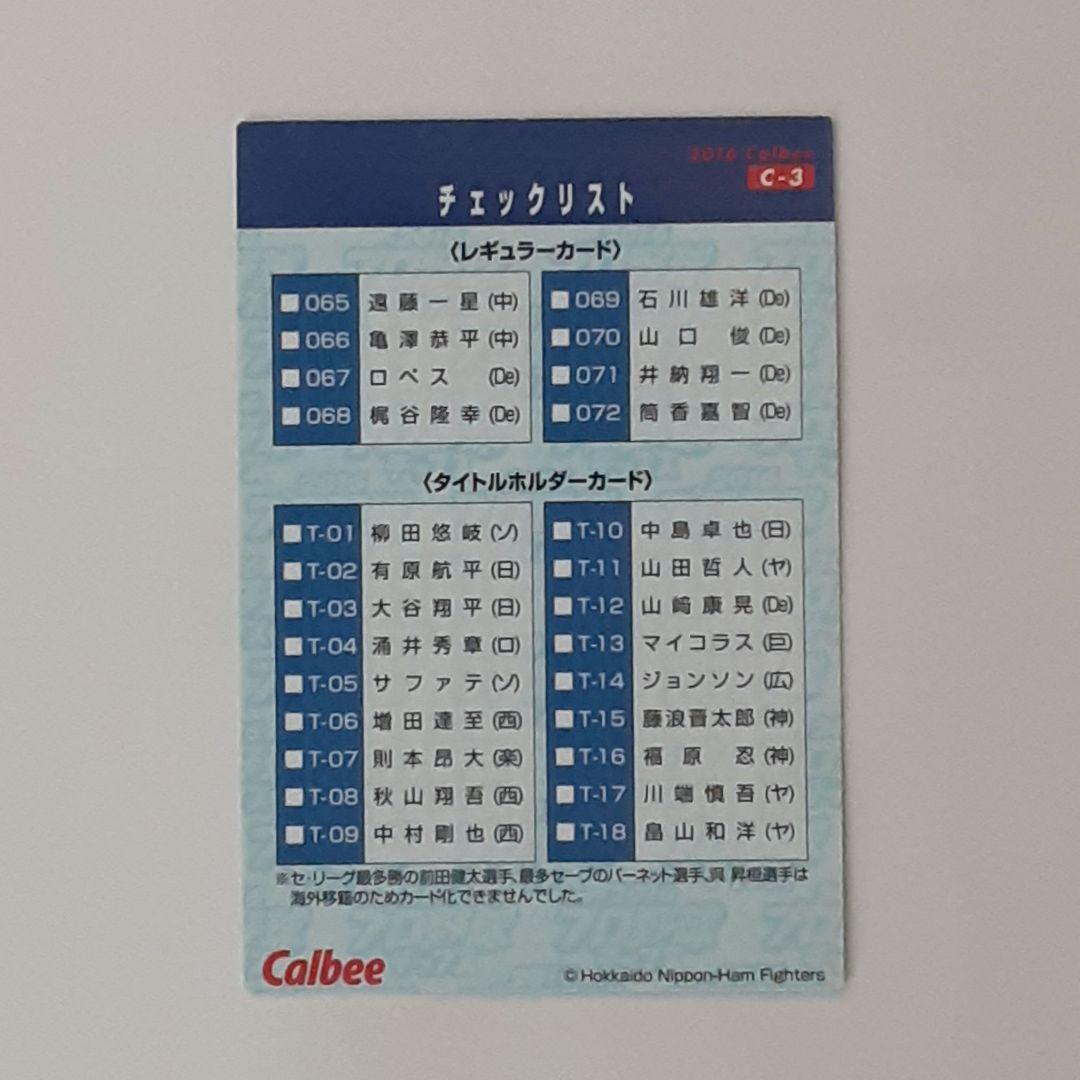 2016 Calbee
C-3
チェックリスト
〈レギュラーカード〉
065 遠藤一星(中)
066 亀澤恭平(中)
067 ロペス (De)
068 梶谷隆幸(De)
069 石川雄洋(De)
070 山口 俊(De)
071 井納翔一(De)
072 筒香嘉智(De)
〈タイトルホルダーカード〉
T-01 柳田悠岐(ソ)
T-02 有原航平(日)
T-03 大谷翔平(日)
T-04 涌井秀章(ロ)
T-05 サファテ(ソ)
T-06 増田達至(西)
T-07 則本昂大(楽)
T-08 秋山翔吾(西)
T-09 中村剛也(西)
T-10 中島卓也(日)
T-11 山田哲人(ヤ)
T-12 山﨑康晃(De)
T-13 マイコラス(巨)
T-14 ジョンソン(広)
T-15 藤浪晋太郎(神)
T-16 福原 忍(神)
T-17 川端慎吾(ヤ)
T-18 畠山和洋(ヤ)
※セ・リーグ最多勝の前田健太選手、最多セーブのバーネット選手、呉 昇桓選手は
海外移籍のためカード化できませんでした。
Calbee
© Hokkaido Nippon-Ham Fighters